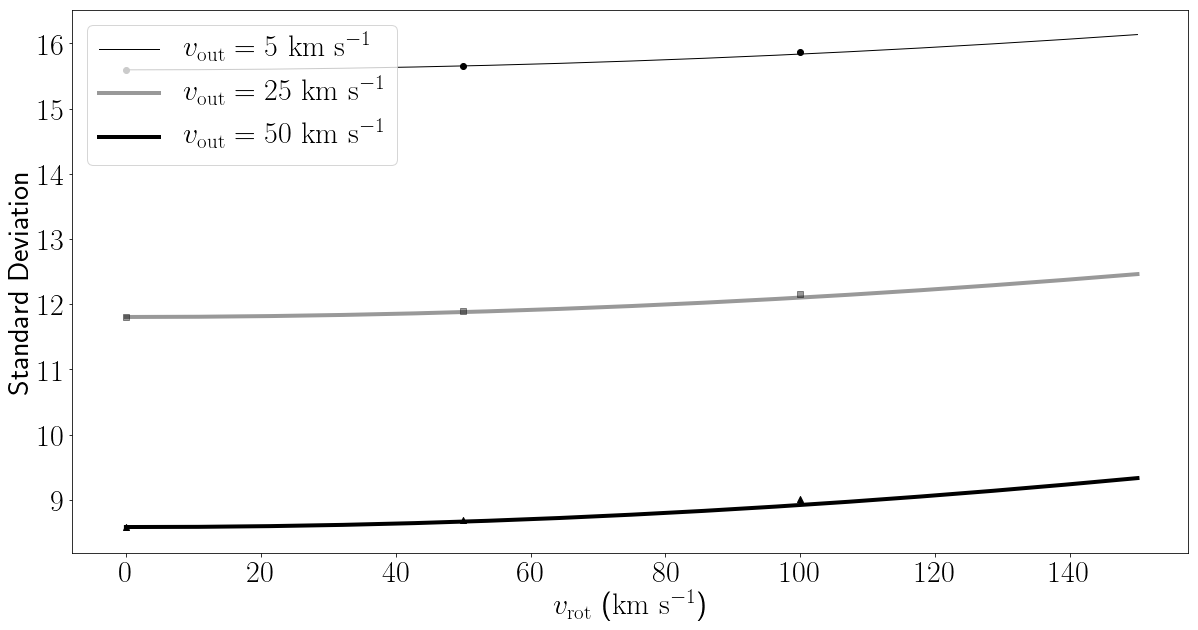 v_out = 5 km s⁻¹
v_out = 25 km s⁻¹
v_out = 50 km s⁻¹
Standard Deviation
16
15
14
13
12
11
10
9
0 20 40 60 80 100 120 140
v_rot (km s⁻¹)